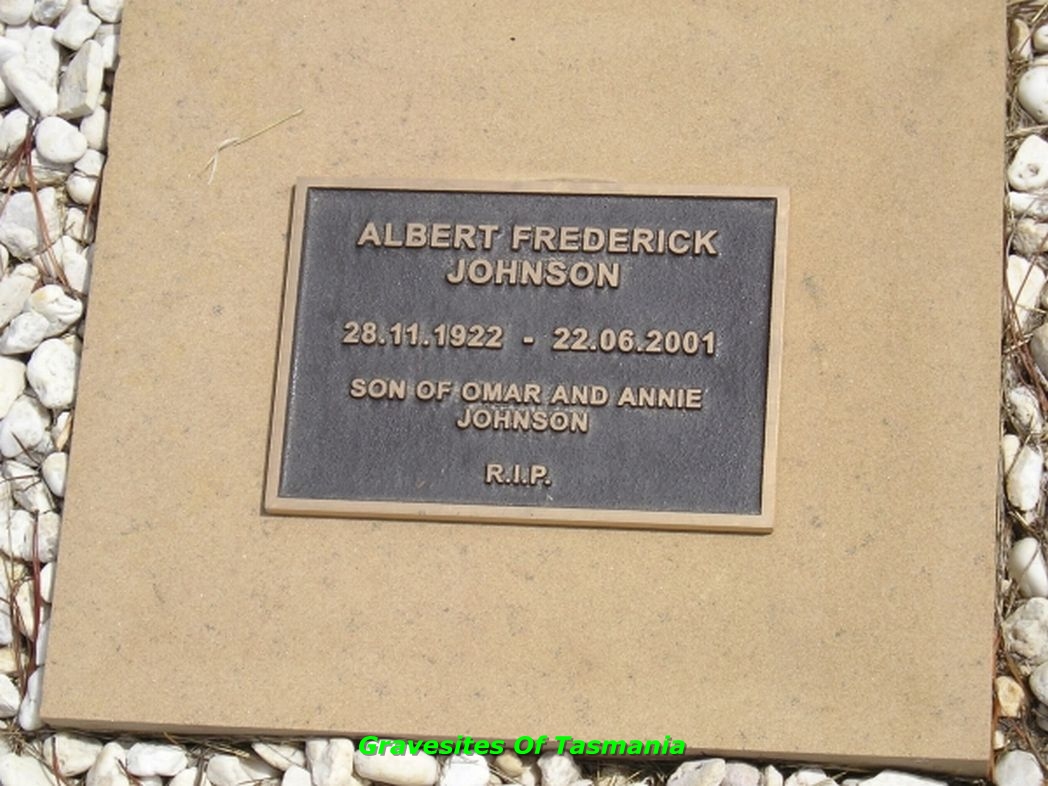 ALBERT FREDERICK
JOHNSON
28.11.1922 - 22.06.2001
SON OF OMAR AND ANNIE
JOHNSON
R.I.P.
Gravesites Of Tasmania